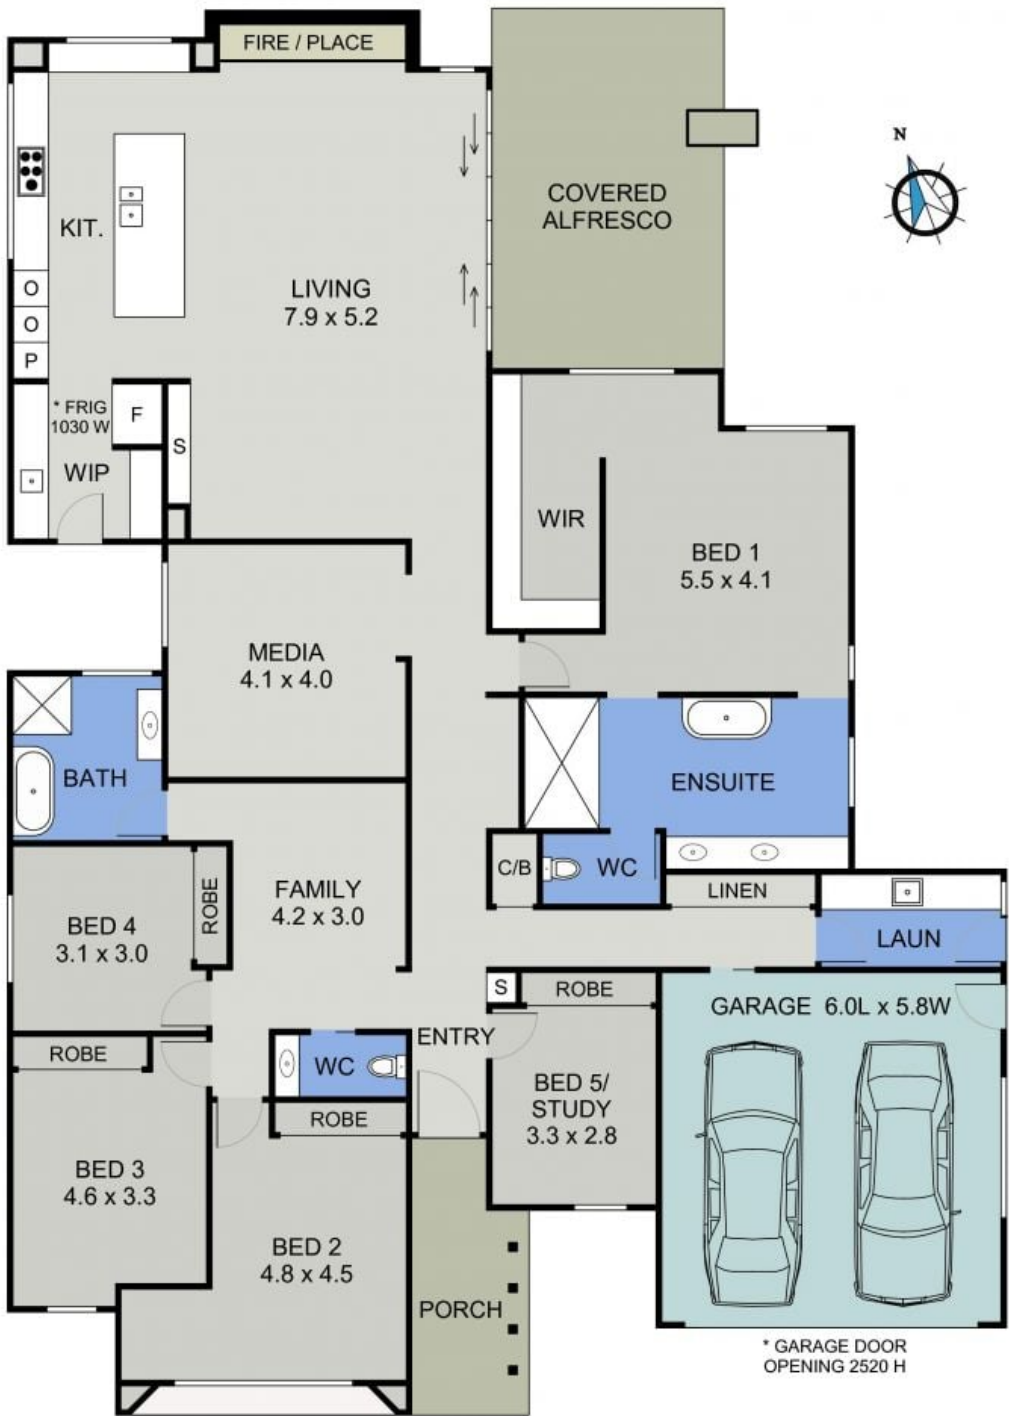 FIRE / PLACE
N
COVERED
ALFRESCO
KIT.
LIVING
7.9 x 5.2
O
O
P
* FRIG
1030 W
F
S
WIP
WIR
BED 1
5.5 x 4.1
MEDIA
4.1 x 4.0
BATH
ENSUITE
C/B
WC
LINEN
FAMILY
4.2 x 3.0
ROBE
BED 4
3.1 x 3.0
LAUN
S
ROBE
GARAGE 6.0L x 5.8W
ENTRY
ROBE
WC
BED 5/
STUDY
3.3 x 2.8
ROBE
BED 3
4.6 x 3.3
BED 2
4.8 x 4.5
PORCH
* GARAGE DOOR
OPENING 2520 H